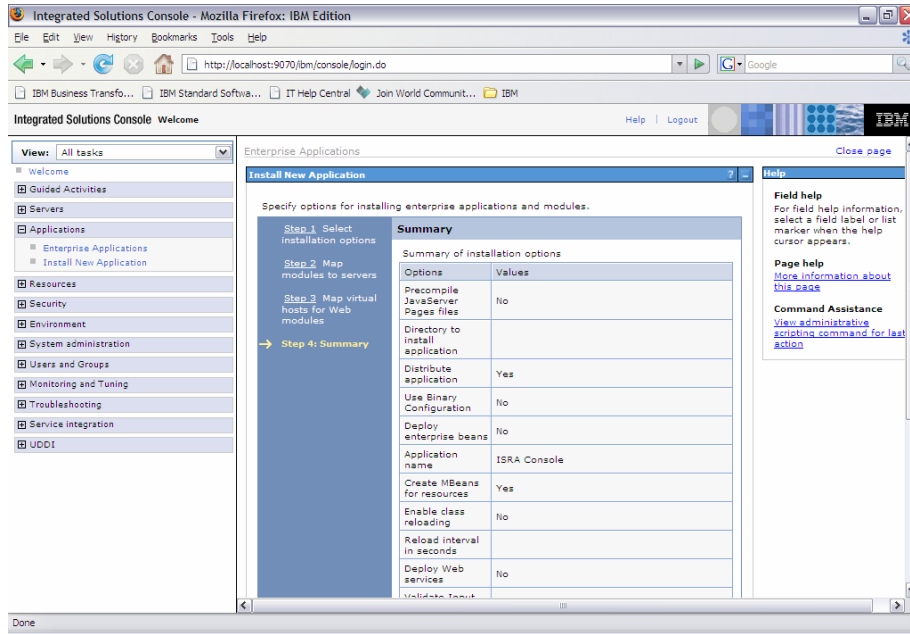 Integrated Solutions Console - Mozilla Firefox: IBM Edition
File Edit View History Bookmarks Tools Help
http://localhost:9070/ibm/console/login.do
G Google
IBM Business Transfo... IBM Standard Softwa... IT Help Central Join World Communit... IBM
Integrated Solutions Console Welcome
Help | Logout
IBM
View: All tasks
Welcome
Guided Activities
Servers
Applications
Enterprise Applications
Install New Application
Resources
Security
Environment
System administration
Users and Groups
Monitoring and Tuning
Troubleshooting
Service integration
UDDI
Enterprise Applications
Close page
Install New Application
? -
Specify options for installing enterprise applications and modules.
Step 1 Select
installation options
Step 2 Map
modules to servers
Step 3 Map virtual
hosts for Web
modules
Step 4: Summary
Summary
Summary of installation options
Options Values
Precompile
JavaServer
Pages files
No
Directory to
install
application
Distribute
application
Yes
Use Binary
Configuration
No
Deploy
enterprise beans
No
Application
name
ISRA Console
Create MBeans
for resources
Yes
Enable class
reloading
No
Reload interval
in seconds
Deploy Web
services
No
Validate Input
Help
Field help
For field help information,
select a field label or list
marker when the help
cursor appears.
Page help
More information about
this page
Command Assistance
View administrative
scripting command for last
action
Done